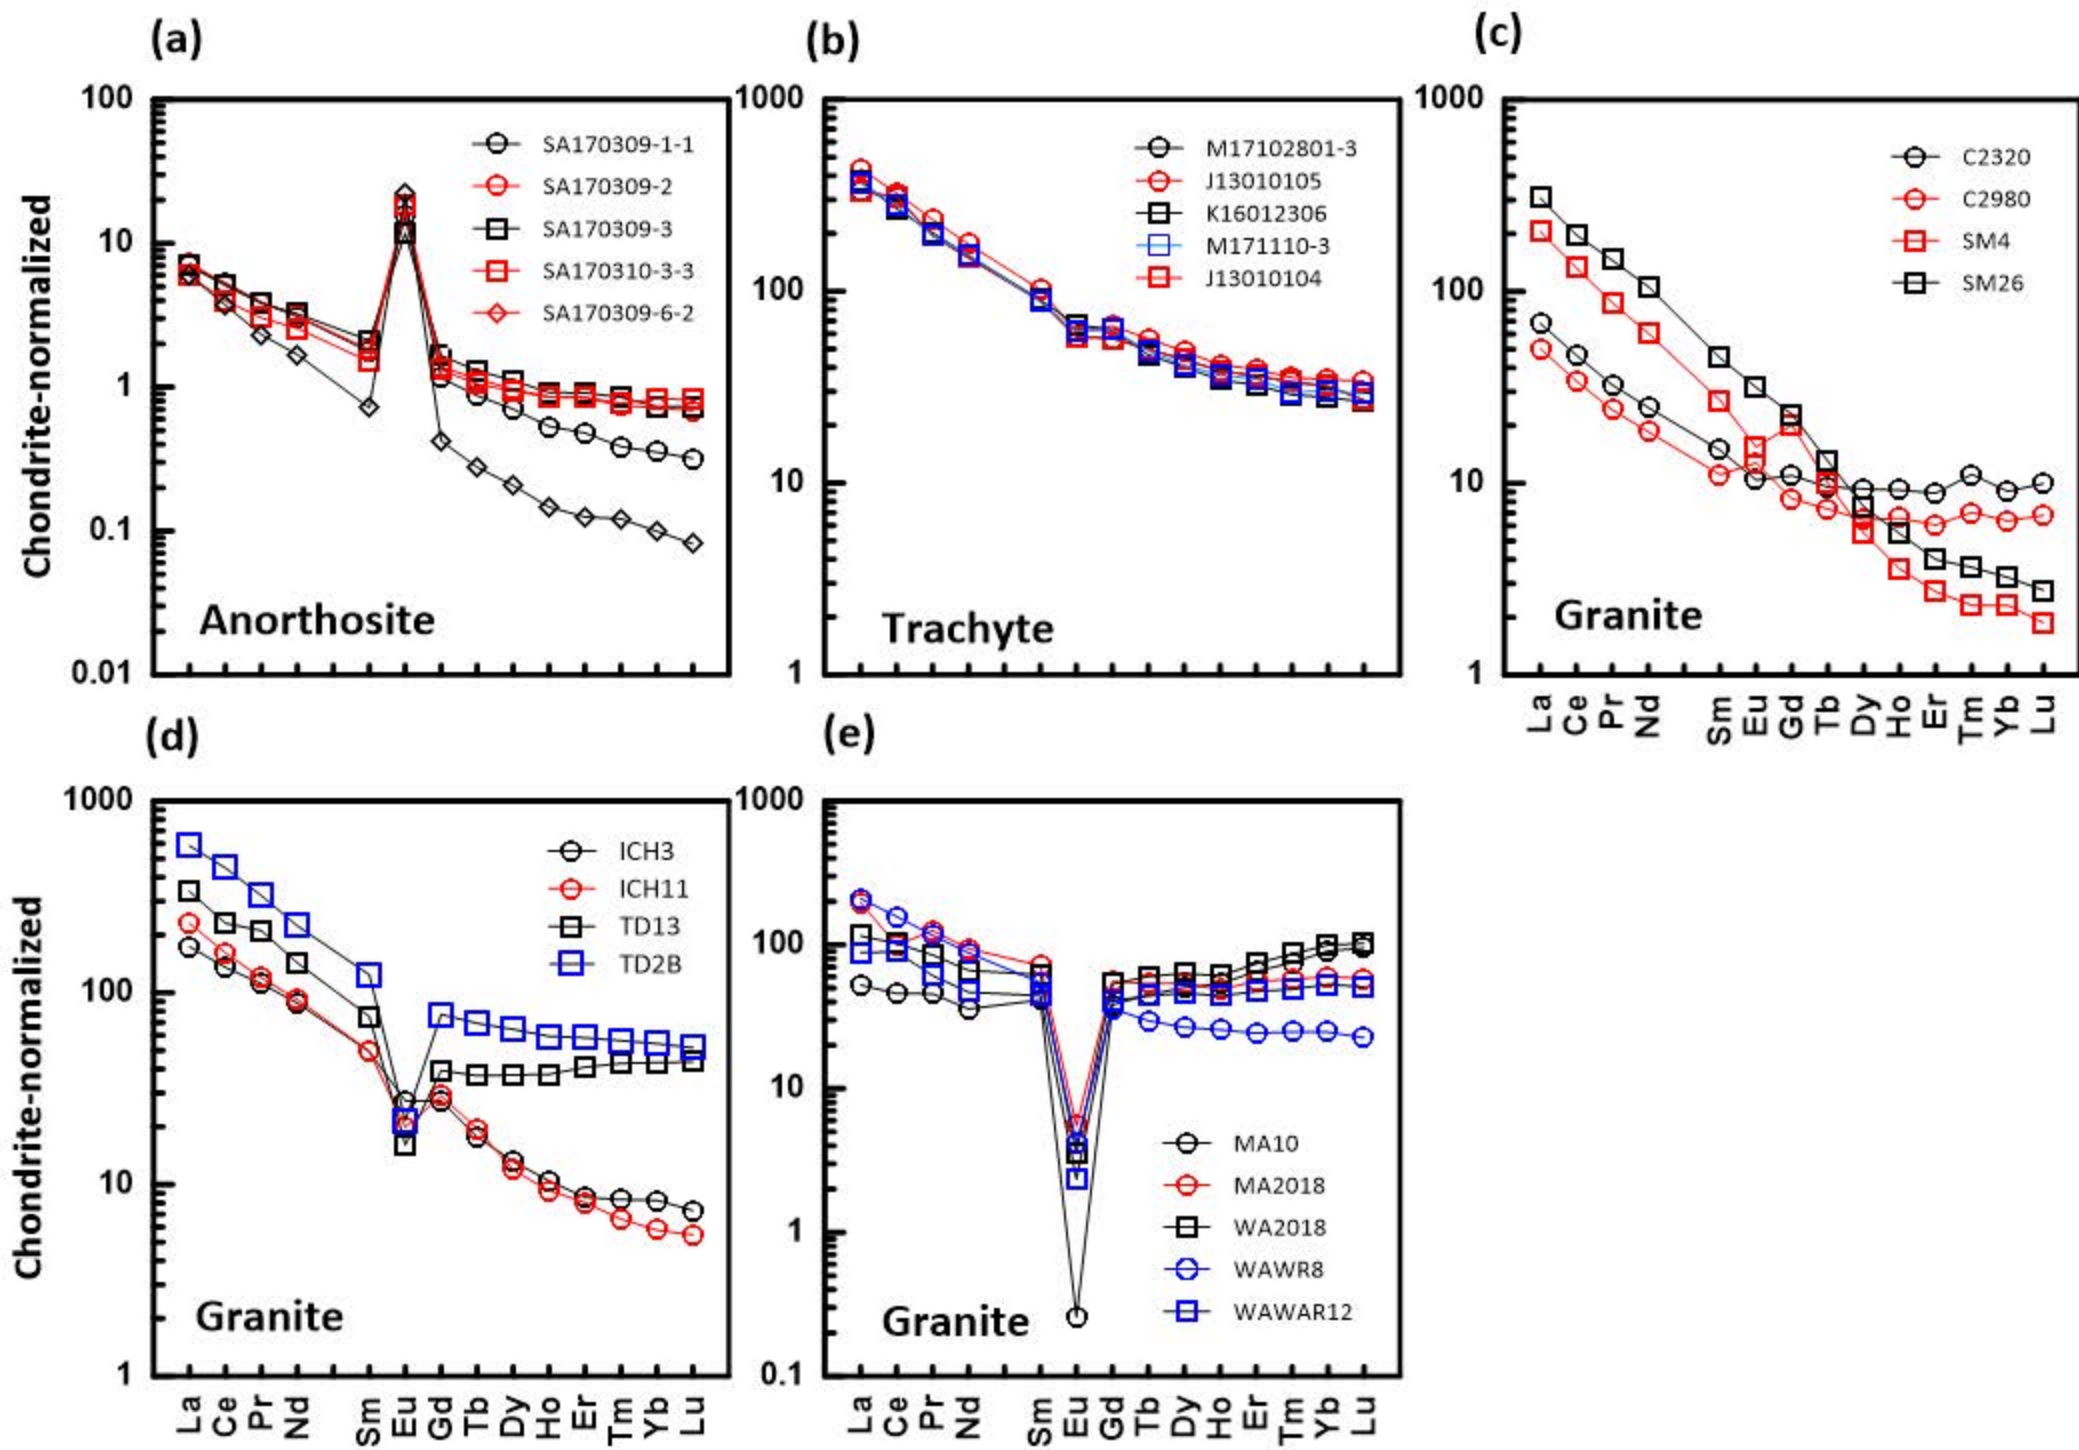 (a)
Chondrite-normalized
100
10
1
0.1
0.01
SA170309-1-1
SA170309-2
SA170309-3
SA170310-3-3
SA170309-6-2
Anorthosite
(b)
1000
100
10
1
M17102801-3
J13010105
K16012306
M171110-3
J13010104
Trachyte
(c)
1000
100
10
1
C2320
C2980
SM4
SM26
Granite
La Ce Pr Nd Sm Eu Gd Tb Dy Ho Er Tm Yb Lu
(d)
Chondrite-normalized
1000
100
10
1
ICH3
ICH11
TD13
TD2B
Granite
La Ce Pr Nd Sm Eu Gd Tb Dy Ho Er Tm Yb Lu
(e)
1000
100
10
1
0.1
MA10
MA2018
WA2018
WAWR8
WAWAR12
Granite
La Ce Pr Nd Sm Eu Gd Tb Dy Ho Er Tm Yb Lu